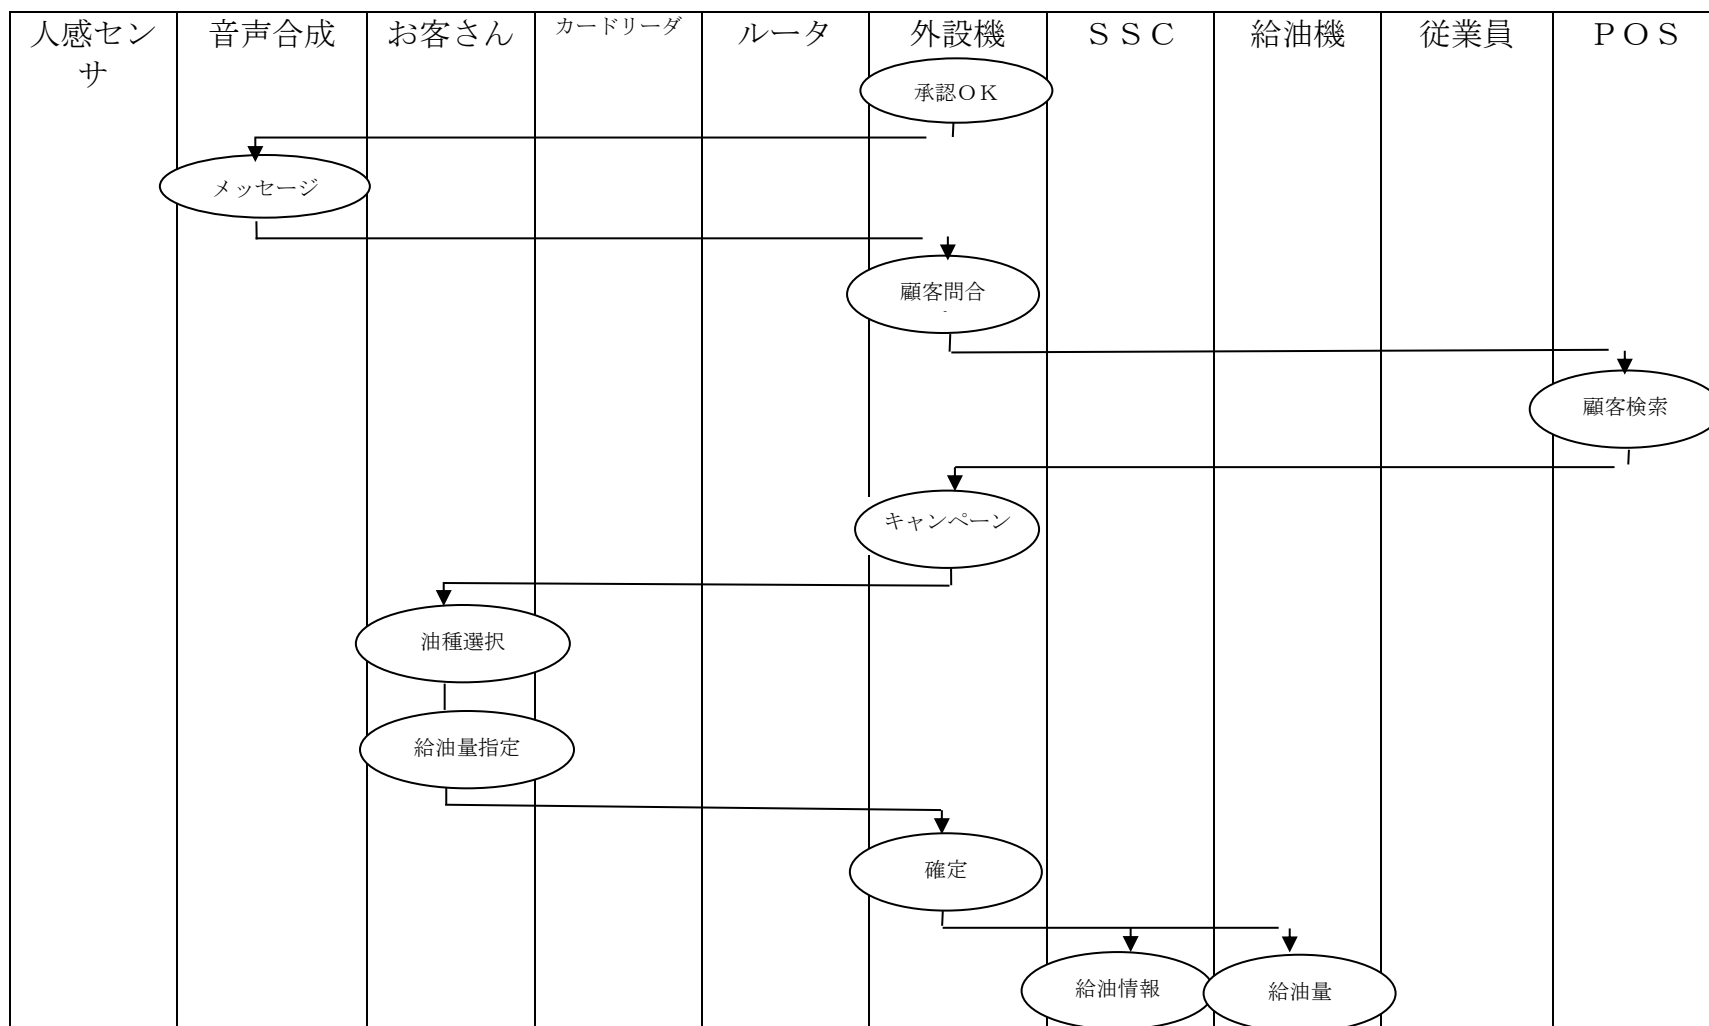 人感セン
サ
音声合成
お客さん
カードリーダ
ルータ
外設機
ＳＳＣ
給油機
従業員
ＰＯＳ
承認ＯＫ
メッセージ
顧客問合
顧客検索
キャンペーン
油種選択
給油量指定
確定
給油情報
給油量